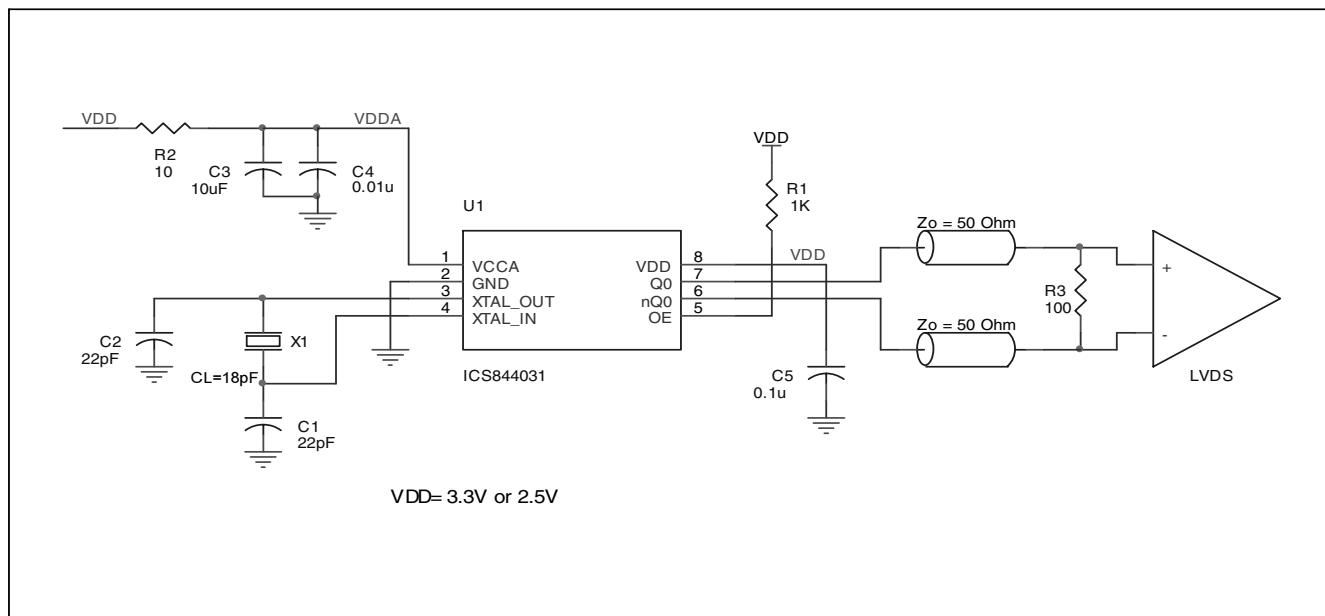 VDD
R2
10
C3
10uF
C4
0.01u
VDDA
U1
1
2
3
4
VCCA
GND
XTAL_OUT
XTAL_IN
VDD
Q0
nQ0
OE
8
7
6
5
ICS844031
C2
22pF
X1
CL=18pF
C1
22pF
VDD
R1
1K
VDD
C5
0.1u
Zo = 50 Ohm
Zo = 50 Ohm
R3
100
+
-
LVDS
VDD= 3.3V or 2.5V